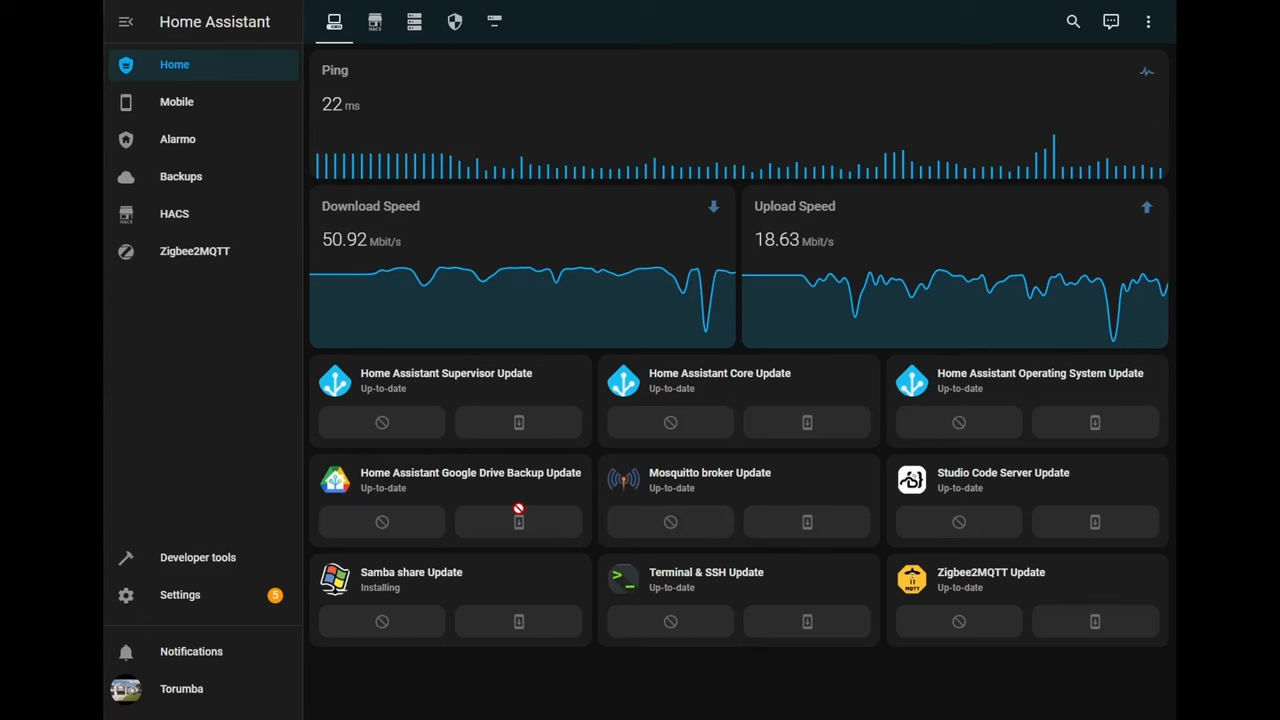 Home Assistant
Home
Mobile
Alarmo
Backups
HACS
HACS
Zigbee2MQTT
Developer tools
Settings
5
Notifications
Torumba
HACS
Ping
22 ms
Download Speed
50.92 Mbit/s
Upload Speed
18.63 Mbit/s
Home Assistant Supervisor Update
Up-to-date
Home Assistant Core Update
Up-to-date
Home Assistant Operating System Update
Up-to-date
Home Assistant Google Drive Backup Update
Up-to-date
Mosquitto broker Update
Up-to-date
Studio Code Server Update
Up-to-date
Samba share Update
Installing
Terminal & SSH Update
Up-to-date
MQTT
Zigbee2MQTT Update
Up-to-date